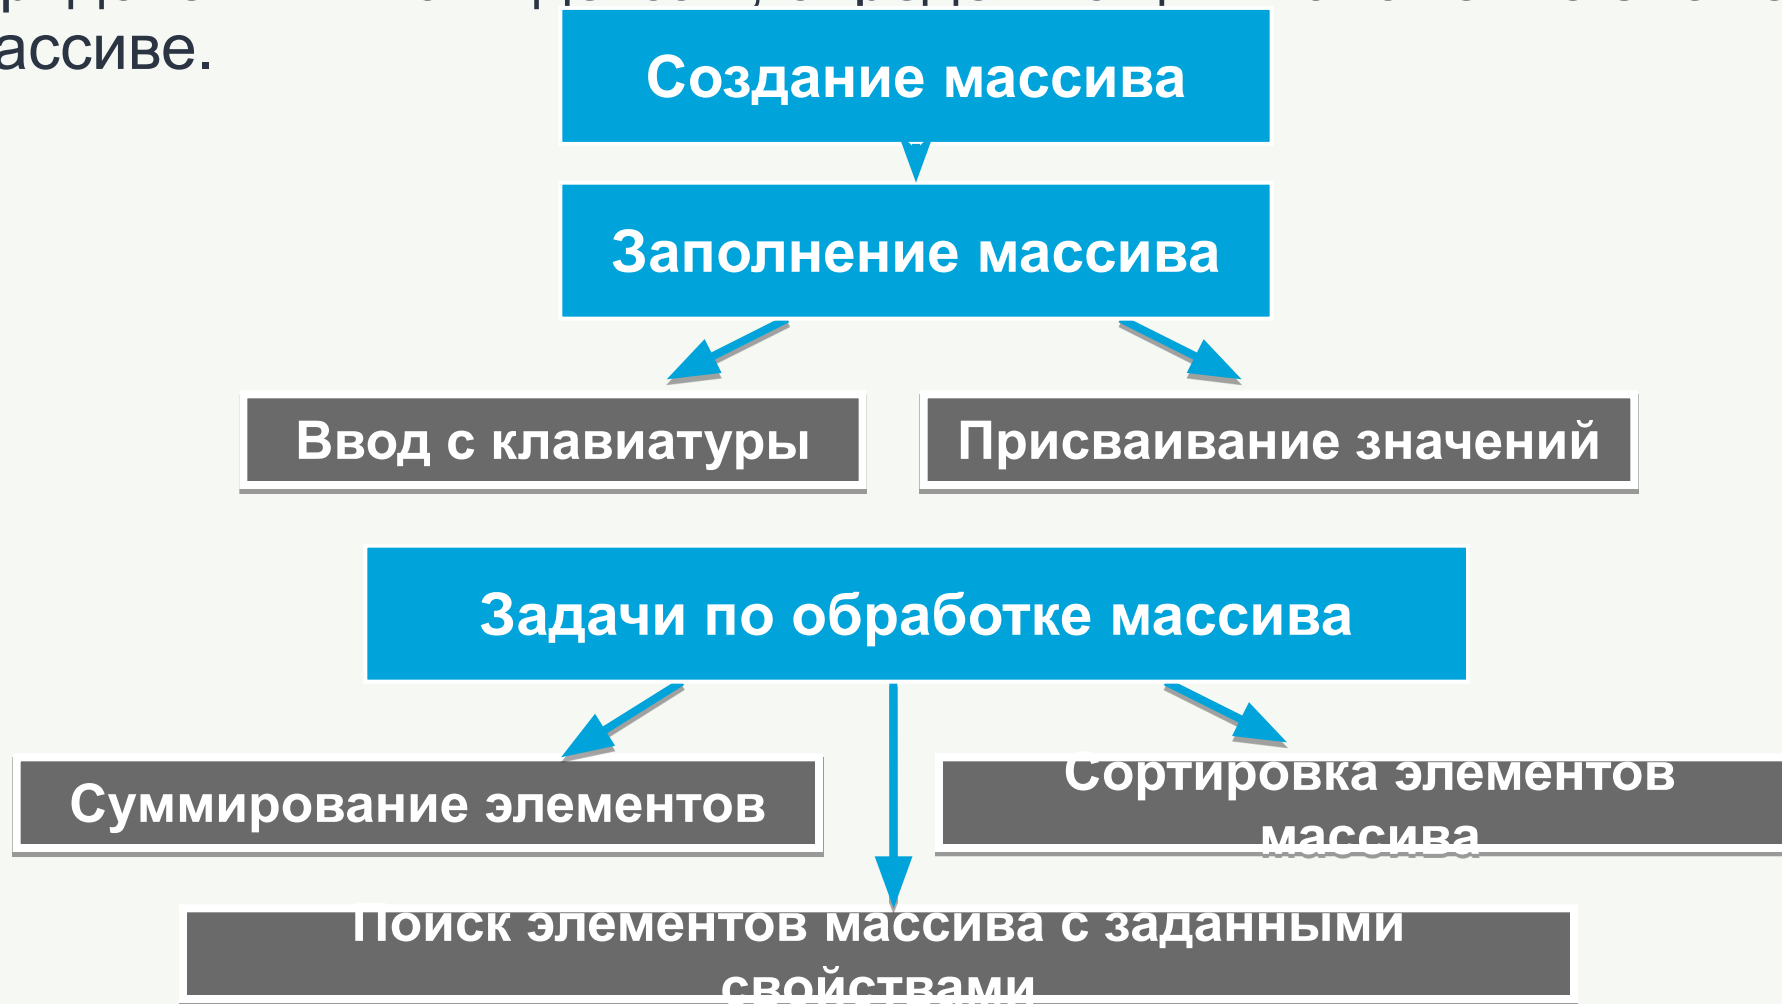 ассиве.
Создание массива
Заполнение массива
Ввод с клавиатуры
Присваивание значений
Задачи по обработке массива
Суммирование элементов
Сортировка элементов
массива
Поиск элементов массива с заданными
свойствами